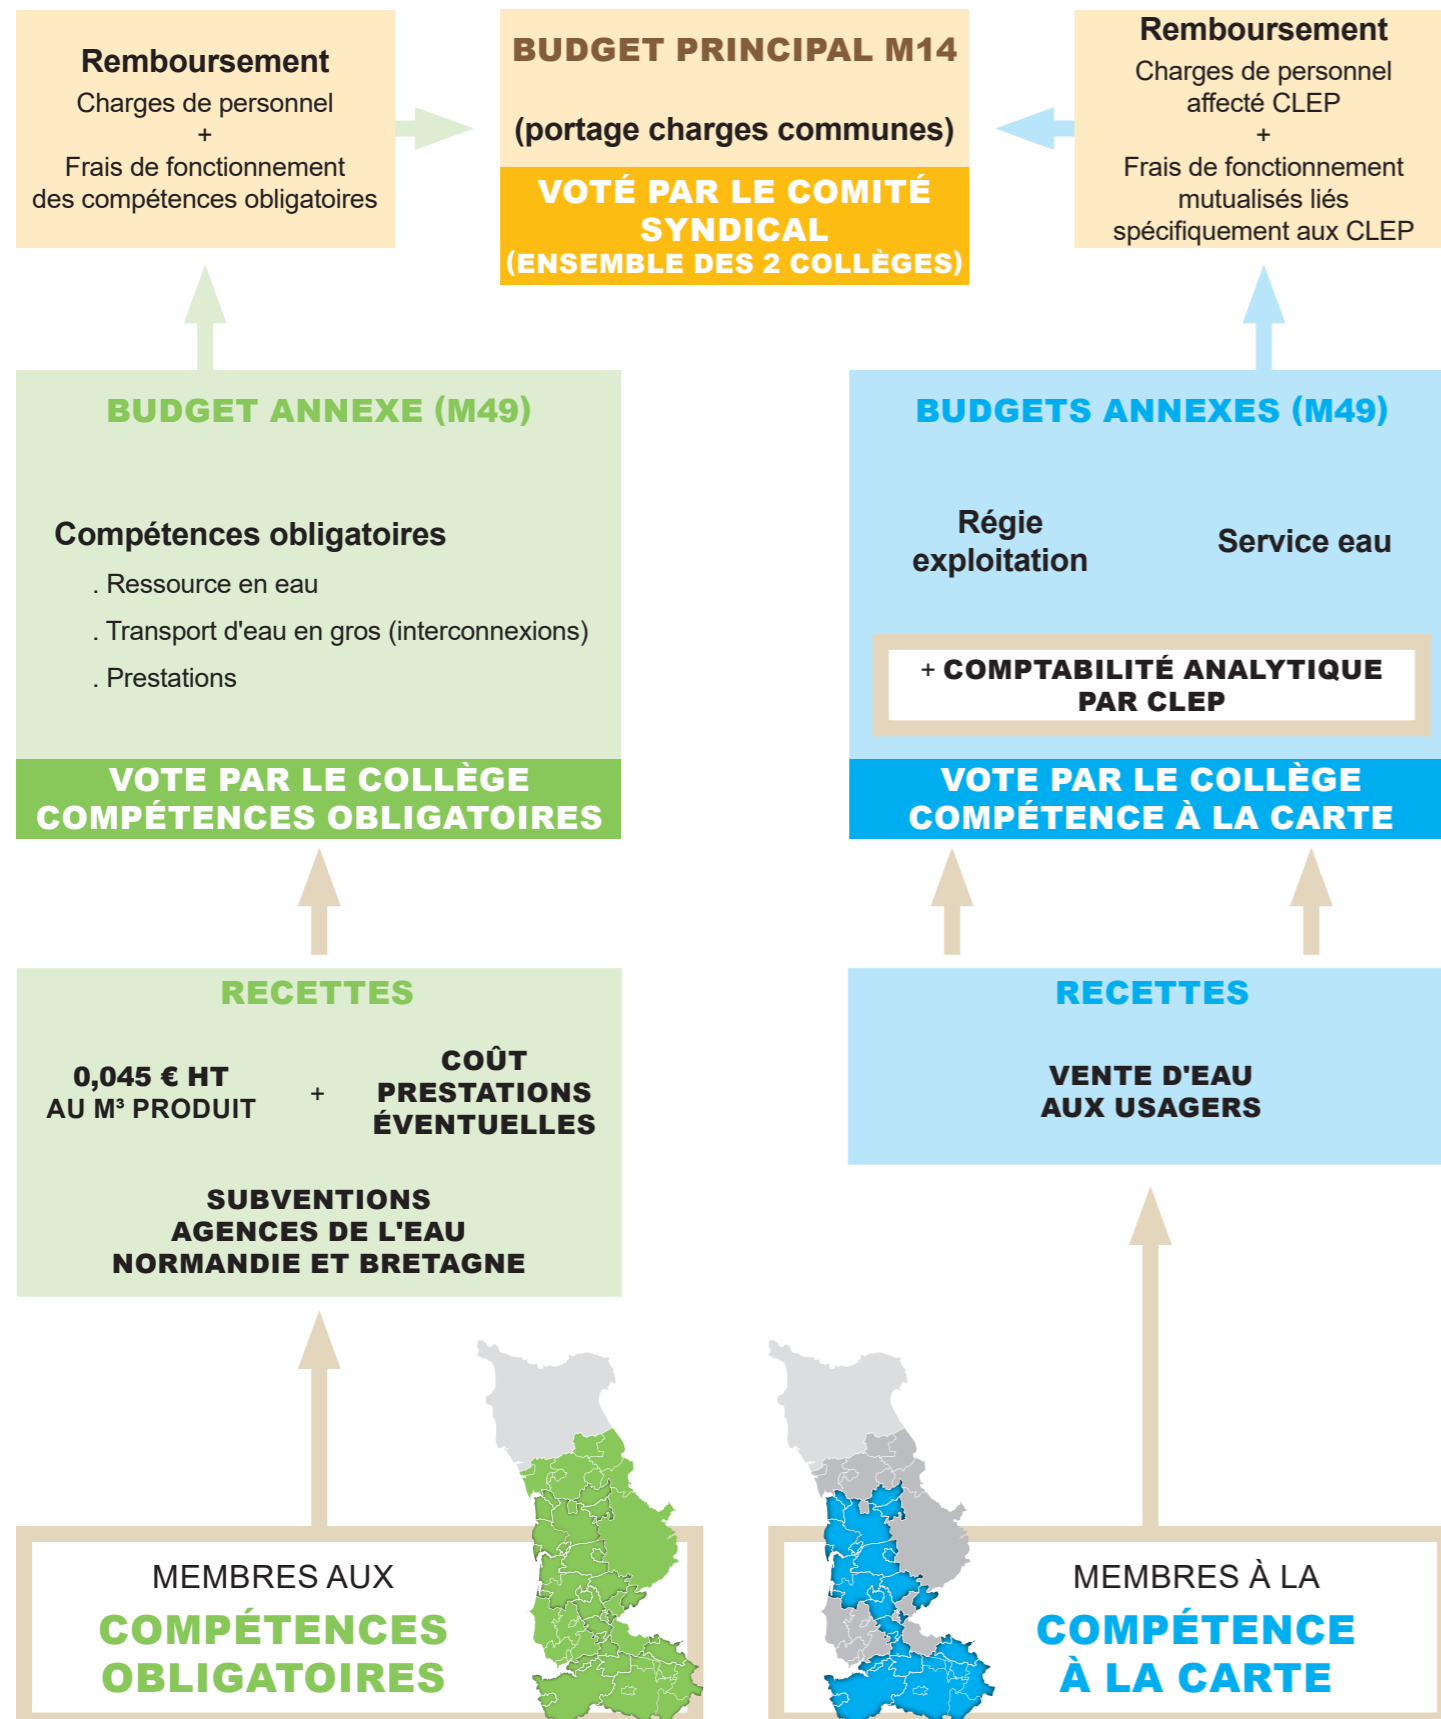 Remboursement
Charges de personnel
+
Frais de fonctionnement
des compétences obligatoires
BUDGET PRINCIPAL M14
(portage charges communes)
VOTÉ PAR LE COMITÉ
SYNDICAL
(ENSEMBLE DES 2 COLLÈGES)
Remboursement
Charges de personnel
affecté CLEP
+
Frais de fonctionnement
mutualisés liés
spécifiquement aux CLEP
BUDGET ANNEXE (M49)
Compétences obligatoires
. Ressource en eau
. Transport d'eau en gros (interconnexions)
. Prestations
VOTE PAR LE COLLÈGE
COMPÉTENCES OBLIGATOIRES
BUDGETS ANNEXES (M49)
Régie
exploitation
Service eau
+ COMPTABILITÉ ANALYTIQUE
PAR CLEP
VOTE PAR LE COLLÈGE
COMPÉTENCE À LA CARTE
RECETTES
0,045 € HT
AU M³ PRODUIT
+
COÛT
PRESTATIONS
ÉVENTUELLES
SUBVENTIONS
AGENCES DE L'EAU
NORMANDIE ET BRETAGNE
RECETTES
VENTE D'EAU
AUX USAGERS
MEMBRES AUX
COMPÉTENCES
OBLIGATOIRES
MEMBRES À LA
COMPÉTENCE
À LA CARTE